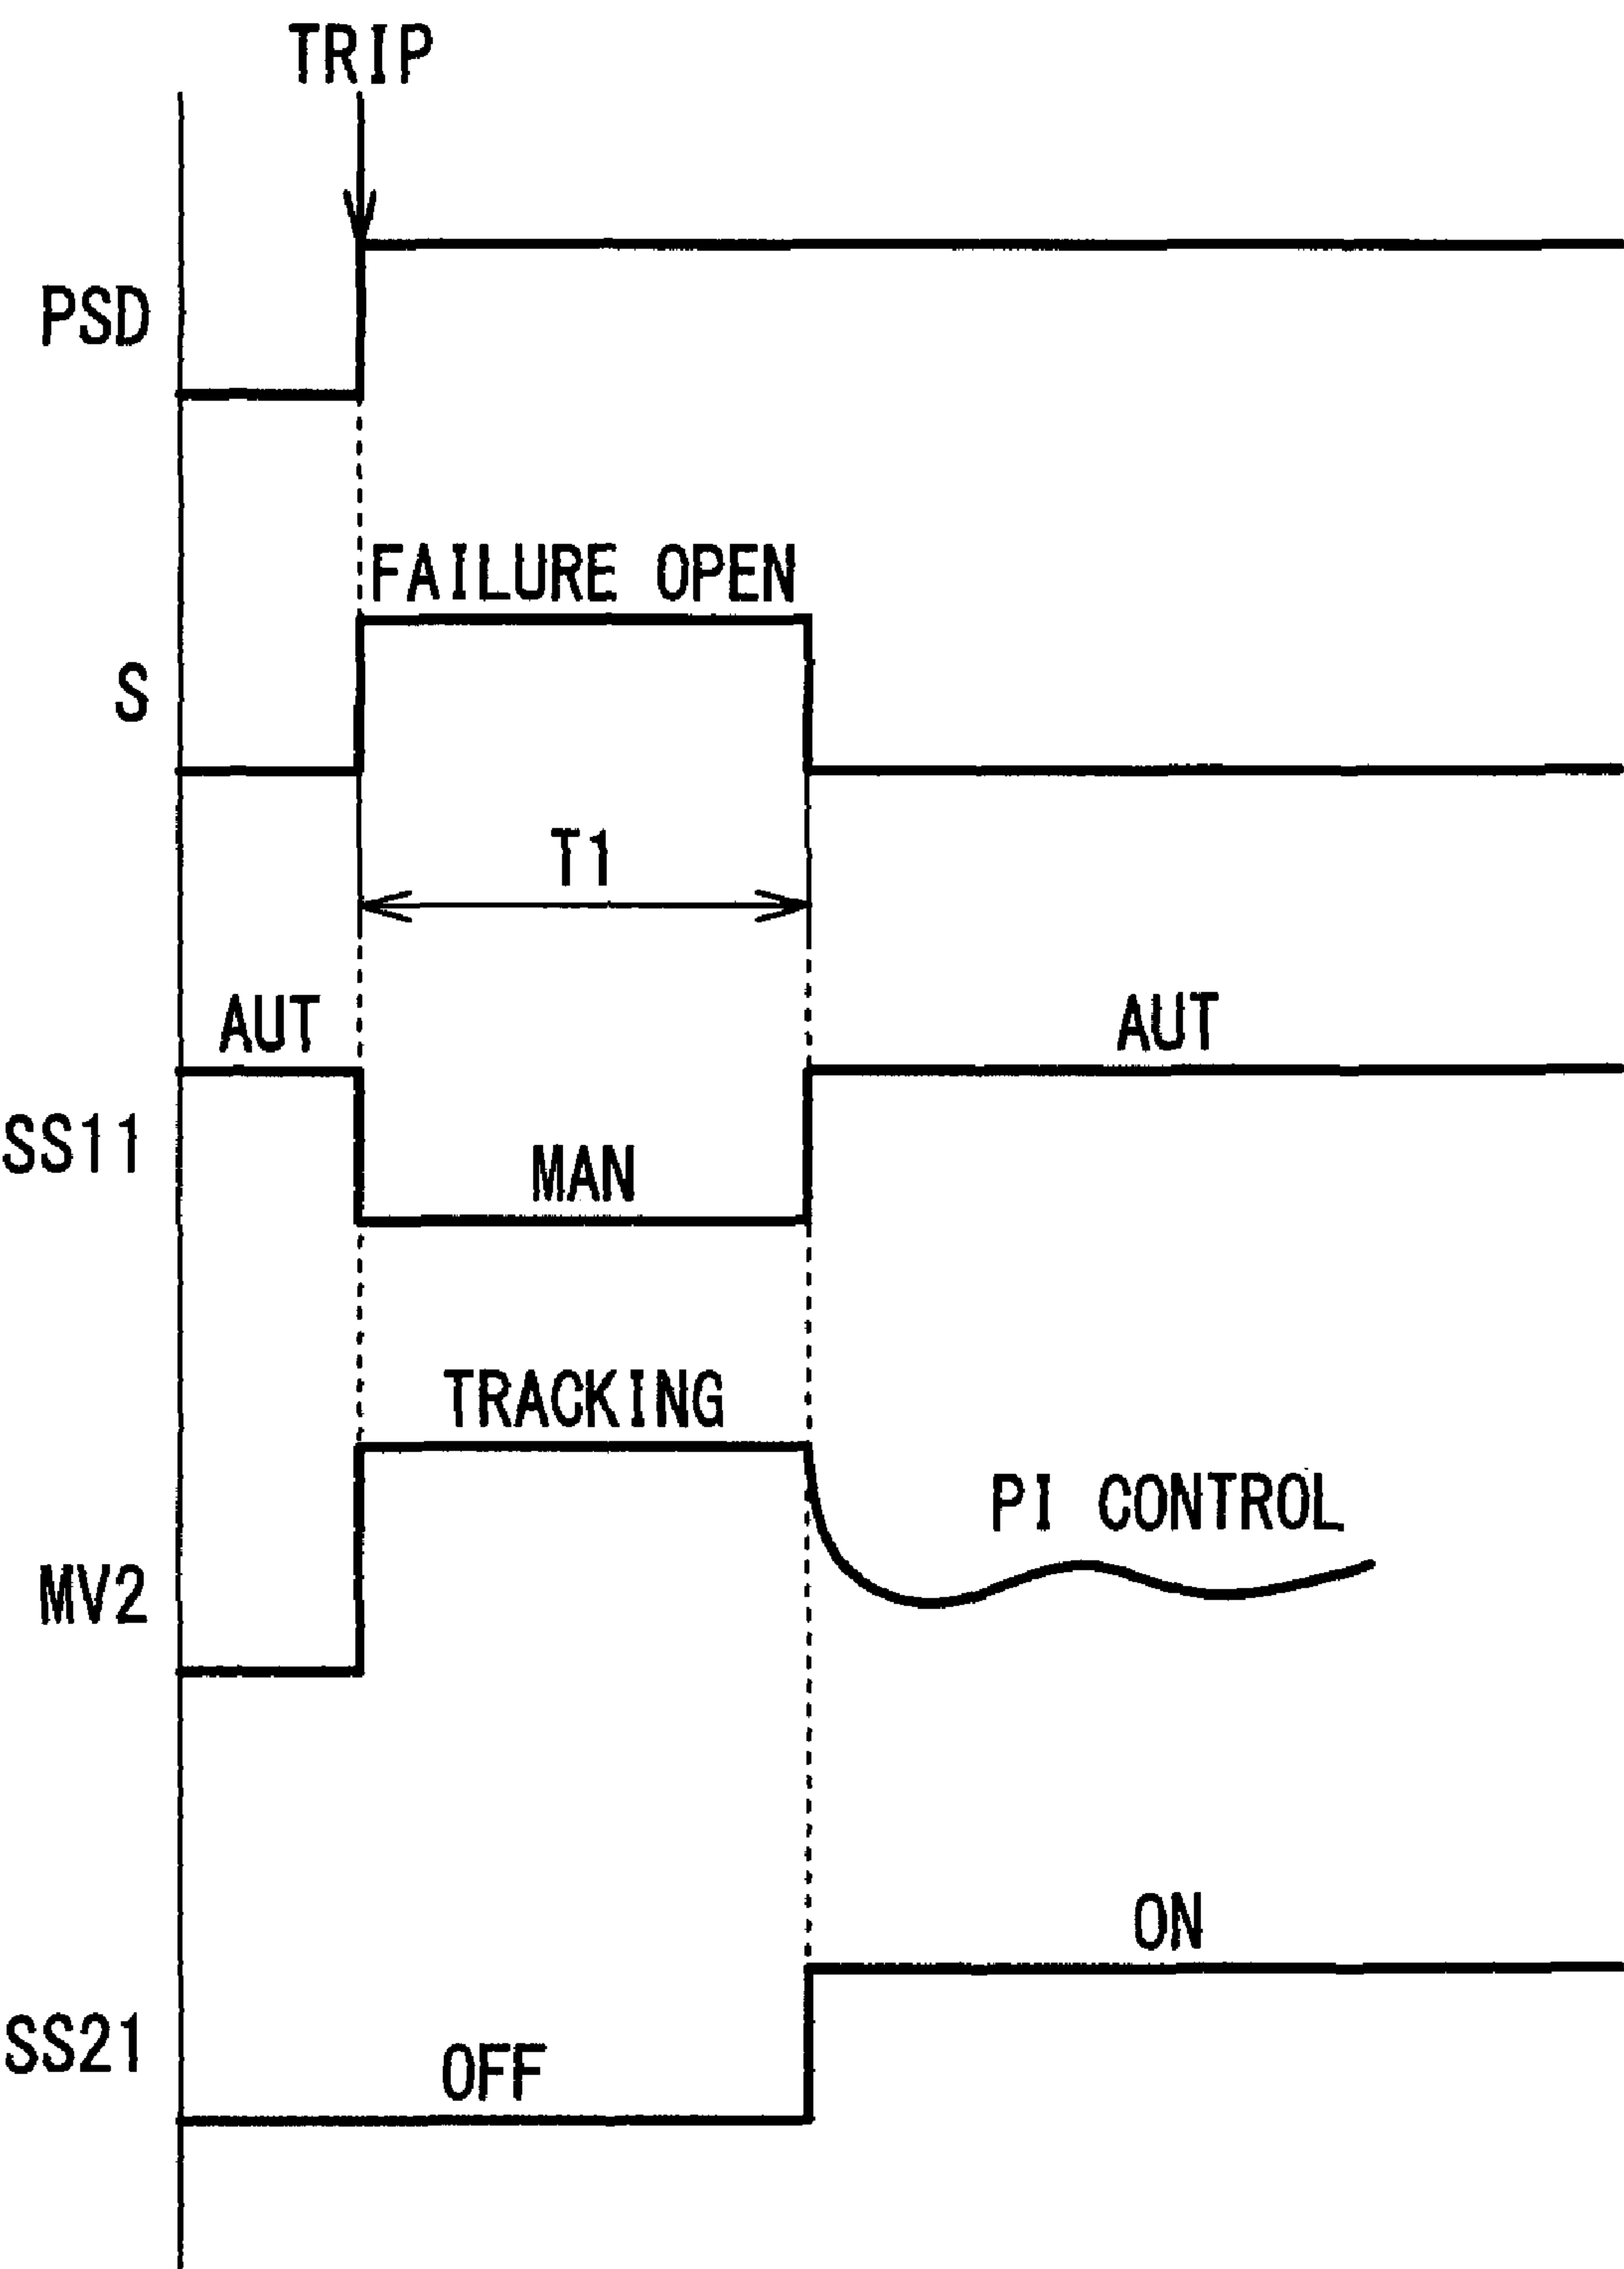 TRIP
PSD
FAILURE OPEN
S
T1
AUT
AUT
SS11
MAN
TRACKING
PI CONTROL
MV2
ON
SS21
OFF